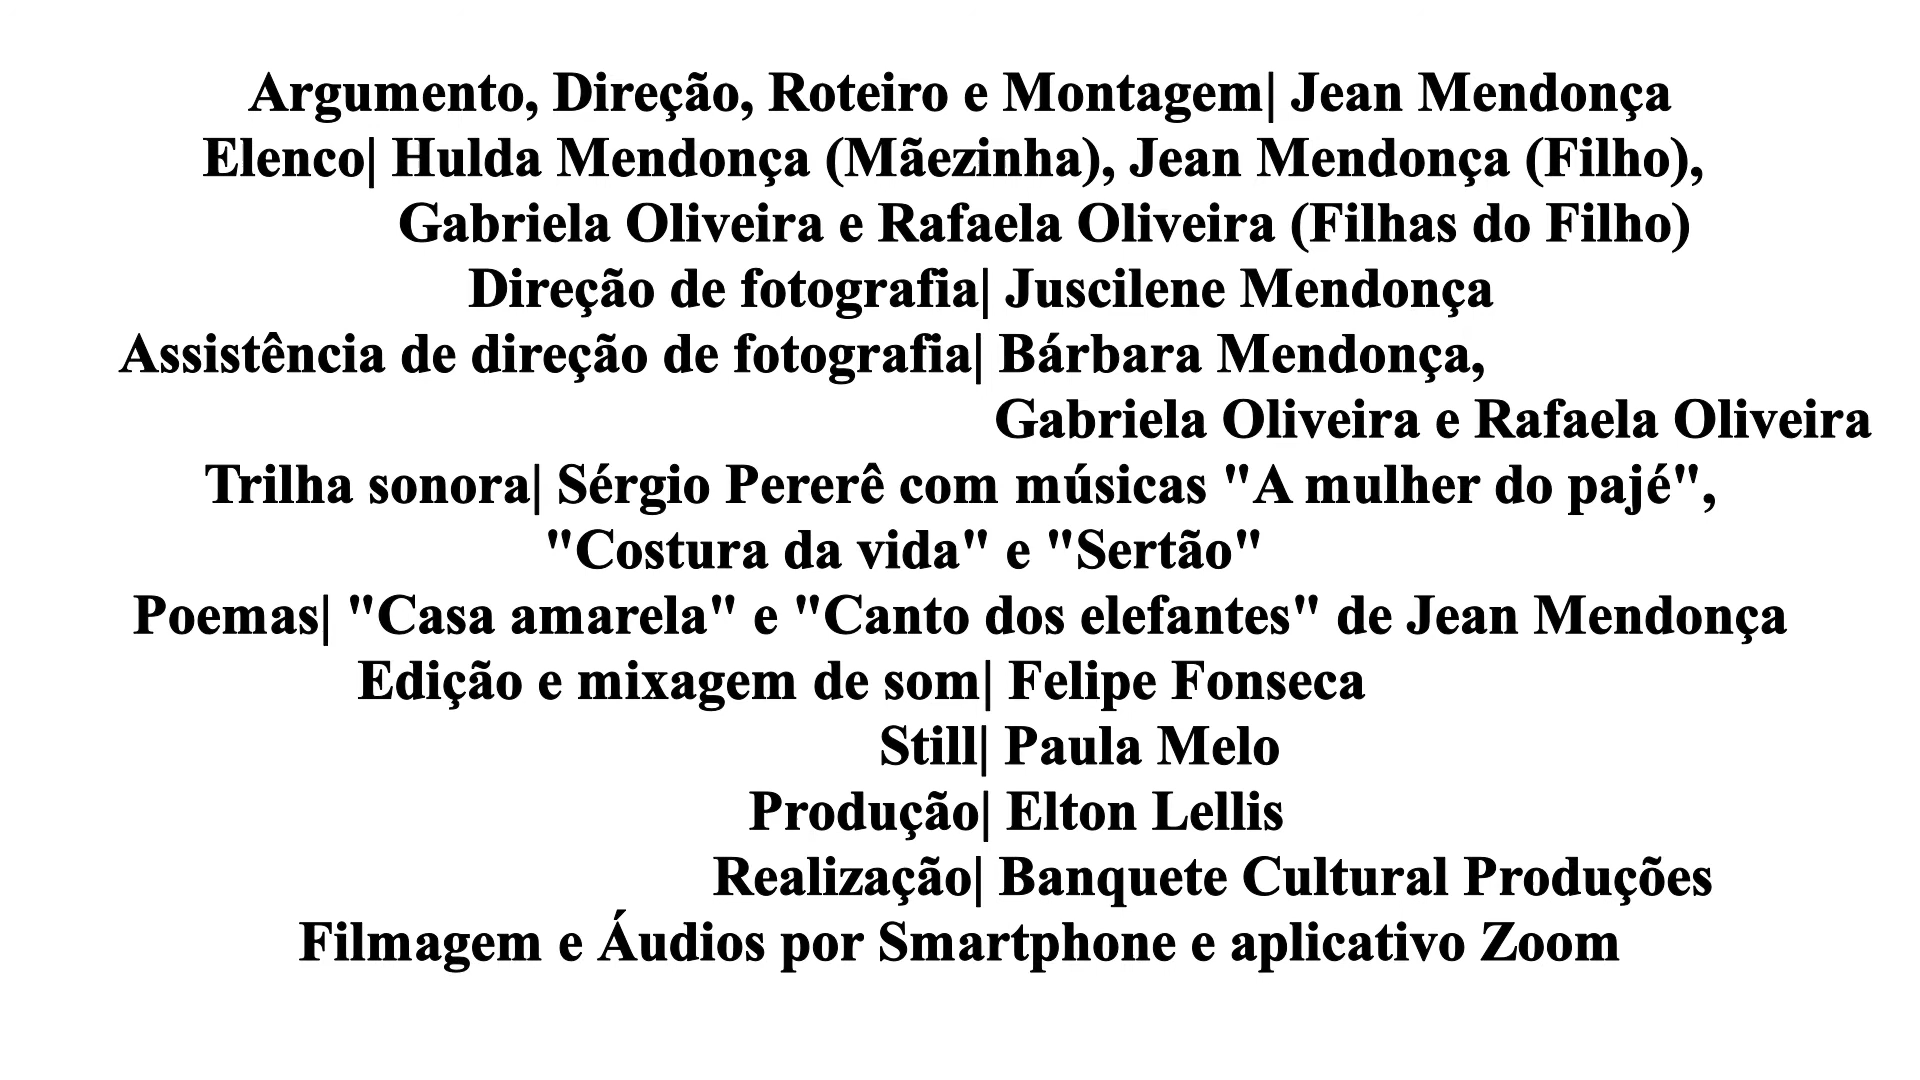 Argumento, Direção, Roteiro e Montagem| Jean Mendonça
Elenco| Hulda Mendonça (Mãezinha), Jean Mendonça (Filho),
Gabriela Oliveira e Rafaela Oliveira (Filhas do Filho)
Direção de fotografia| Juscilene Mendonça
Assistência de direção de fotografia| Bárbara Mendonça,
Gabriela Oliveira e Rafaela Oliveira
Trilha sonora| Sérgio Pererê com músicas "A mulher do pajé",
"Costura da vida" e "Sertão"
Poemas| "Casa amarela" e "Canto dos elefantes" de Jean Mendonça
Edição e mixagem de som| Felipe Fonseca
Still| Paula Melo
Produção| Elton Lellis
Realização| Banquete Cultural Produções
Filmagem e Áudios por Smartphone e aplicativo Zoom